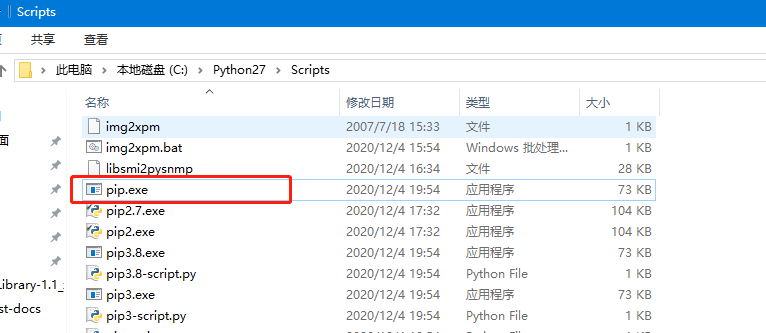 Scripts
共享 查看
此电脑 本地磁盘 (C:) Python27 Scripts
名称 修改日期 类型 大小
img2xpm 2007/7/18 15:33 文件 1 KB
img2xpm.bat 2020/12/4 15:54 Windows 批处理... 1 KB
libsmi2pysnmp 2020/12/4 16:34 文件 28 KB
面
pip.exe 2020/12/4 19:54 应用程序 73 KB
pip2.7.exe 2020/12/4 17:32 应用程序 104 KB
pip2.exe 2020/12/4 17:32 应用程序 104 KB
pip3.8.exe 2020/12/4 19:54 应用程序 73 KB
pip3.8-script.py 2020/12/4 19:54 Python File 1 KB
ibrary-1.1_
pip3.exe 2020/12/4 19:54 应用程序 73 KB
st-docs
pip3-script.py 2020/12/4 19:54 Python File 1 KB